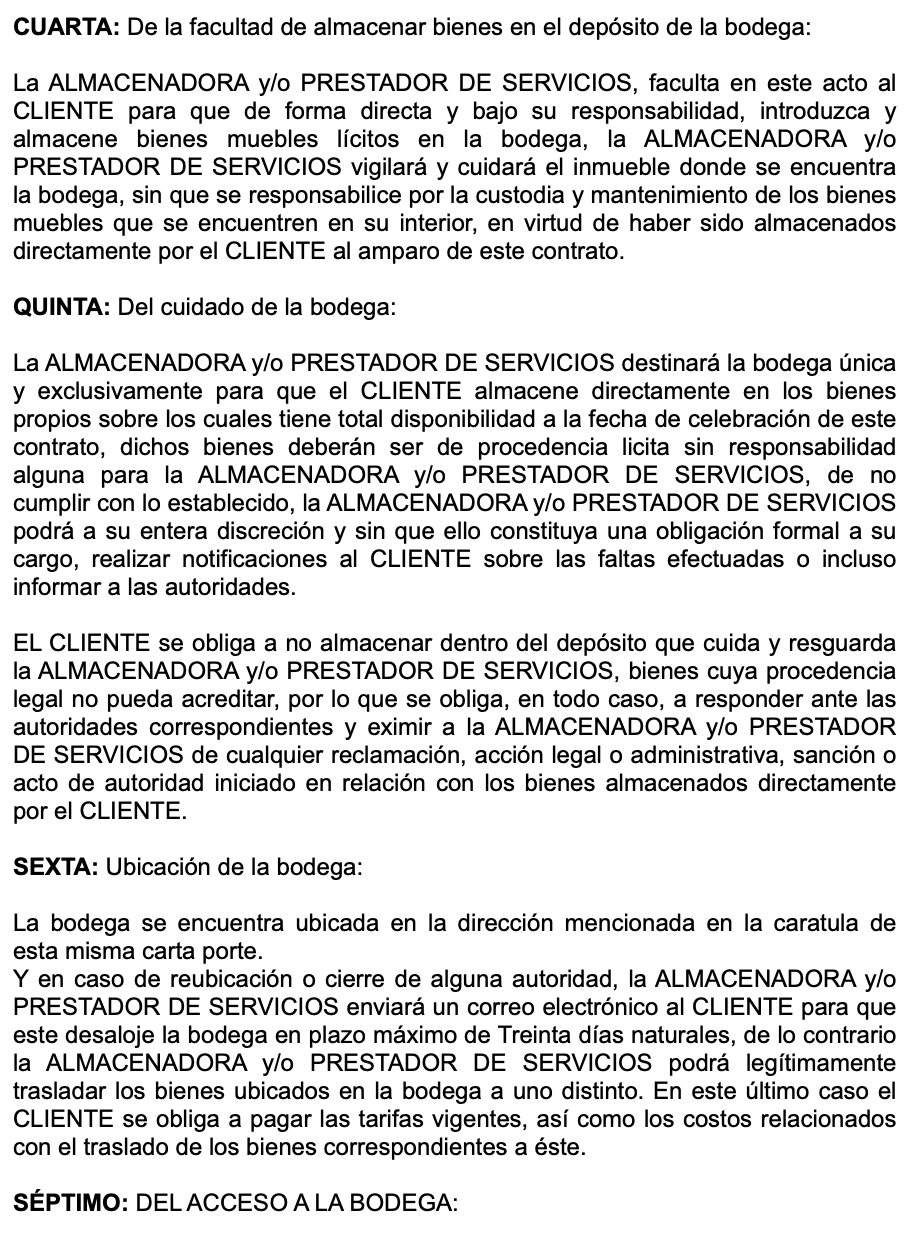 CUARTA: De la facultad de almacenar bienes en el depósito de la bodega:
La ALMACENADORA y/o PRESTADOR DE SERVICIOS, faculta en este acto al
CLIENTE para que de forma directa y bajo su responsabilidad, introduzca y
almacene bienes muebles lícitos en la bodega, la ALMACENADORA y/o
PRESTADOR DE SERVICIOS vigilará y cuidará el inmueble donde se encuentra
la bodega, sin que se responsabilice por la custodia y mantenimiento de los bienes
muebles que se encuentren en su interior, en virtud de haber sido almacenados
directamente por el CLIENTE al amparo de este contrato.
QUINTA: Del cuidado de la bodega:
La ALMACENADORA y/o PRESTADOR DE SERVICIOS destinará la bodega única
y exclusivamente para que el CLIENTE almacene directamente en los bienes
propios sobre los cuales tiene total disponibilidad a la fecha de celebración de este
contrato, dichos bienes deberán ser de procedencia licita sin responsabilidad
alguna para la ALMACENADORA y/o PRESTADOR DE SERVICIOS, de no
cumplir con lo establecido, la ALMACENADORA y/o PRESTADOR DE SERVICIOS
podrá a su entera discreción y sin que ello constituya una obligación formal a su
cargo, realizar notificaciones al CLIENTE sobre las faltas efectuadas o incluso
informar a las autoridades.
EL CLIENTE se obliga a no almacenar dentro del depósito que cuida y resguarda
la ALMACENADORA y/o PRESTADOR DE SERVICIOS, bienes cuya procedencia
legal no pueda acreditar, por lo que se obliga, en todo caso, a responder ante las
autoridades correspondientes y eximir a la ALMACENADORA y/o PRESTADOR
DE SERVICIOS de cualquier reclamación, acción legal o administrativa, sanción o
acto de autoridad iniciado en relación con los bienes almacenados directamente
por el CLIENTE.
SEXTA: Ubicación de la bodega:
La bodega se encuentra ubicada en la dirección mencionada en la caratula de
esta misma carta porte.
Y en caso de reubicación o cierre de alguna autoridad, la ALMACENADORA y/o
PRESTADOR DE SERVICIOS enviará un correo electrónico al CLIENTE para que
este desaloje la bodega en plazo máximo de Treinta días naturales, de lo contrario
la ALMACENADORA y/o PRESTADOR DE SERVICIOS podrá legítimamente
trasladar los bienes ubicados en la bodega a uno distinto. En este último caso el
CLIENTE se obliga a pagar las tarifas vigentes, así como los costos relacionados
con el traslado de los bienes correspondientes a éste.
SÉPTIMO: DEL ACCESO A LA BODEGA: